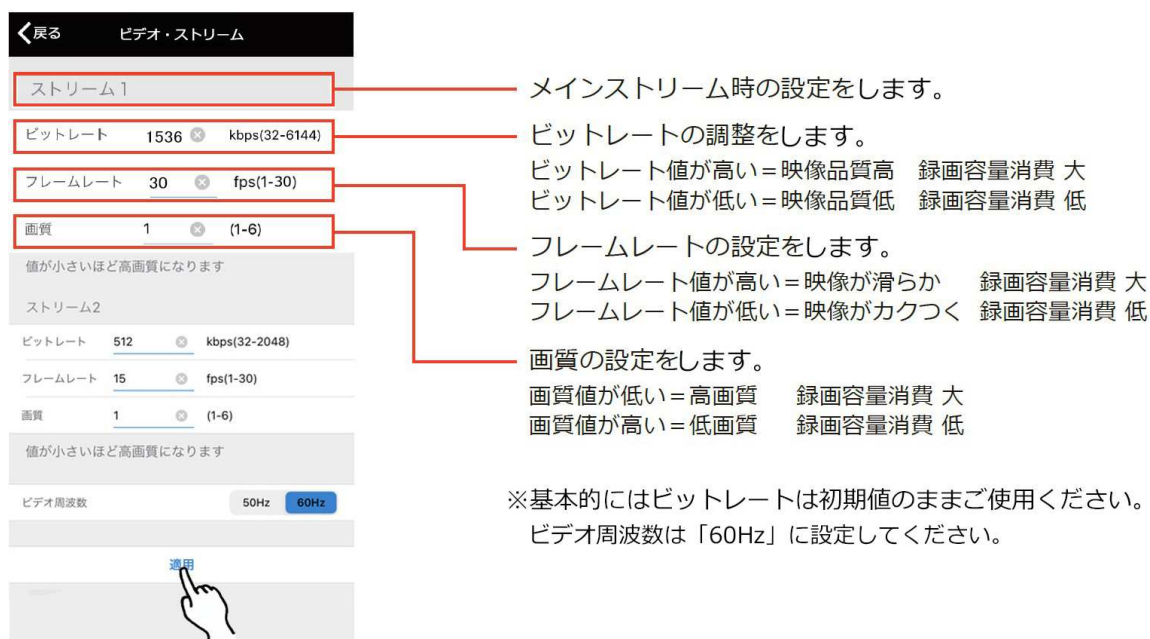 戻る ビデオ・ストリーム
ストリーム1
ビットレート 1536 kbps(32-6144)
フレームレート 30 fps(1-30)
画質 1 (1-6)
値が小さいほど高画質になります
ストリーム2
ビットレート 512 kbps(32-2048)
フレームレート 15 fps(1-30)
画質 1 (1-6)
値が小さいほど高画質になります
ビデオ周波数 50Hz 60Hz
適用
メインストリーム時の設定をします。
ビットレートの調整をします。
ビットレート値が高い=映像品質高 録画容量消費 大
ビットレート値が低い=映像品質低 録画容量消費 低
フレームレートの設定をします。
フレームレート値が高い=映像が滑らか 録画容量消費 大
フレームレート値が低い=映像がカクつく 録画容量消費 低
画質の設定をします。
画質値が低い=高画質 録画容量消費 大
画質値が高い=低画質 録画容量消費 低
※基本的にはビットレートは初期値のままご使用ください。
ビデオ周波数は「60Hz」に設定してください。